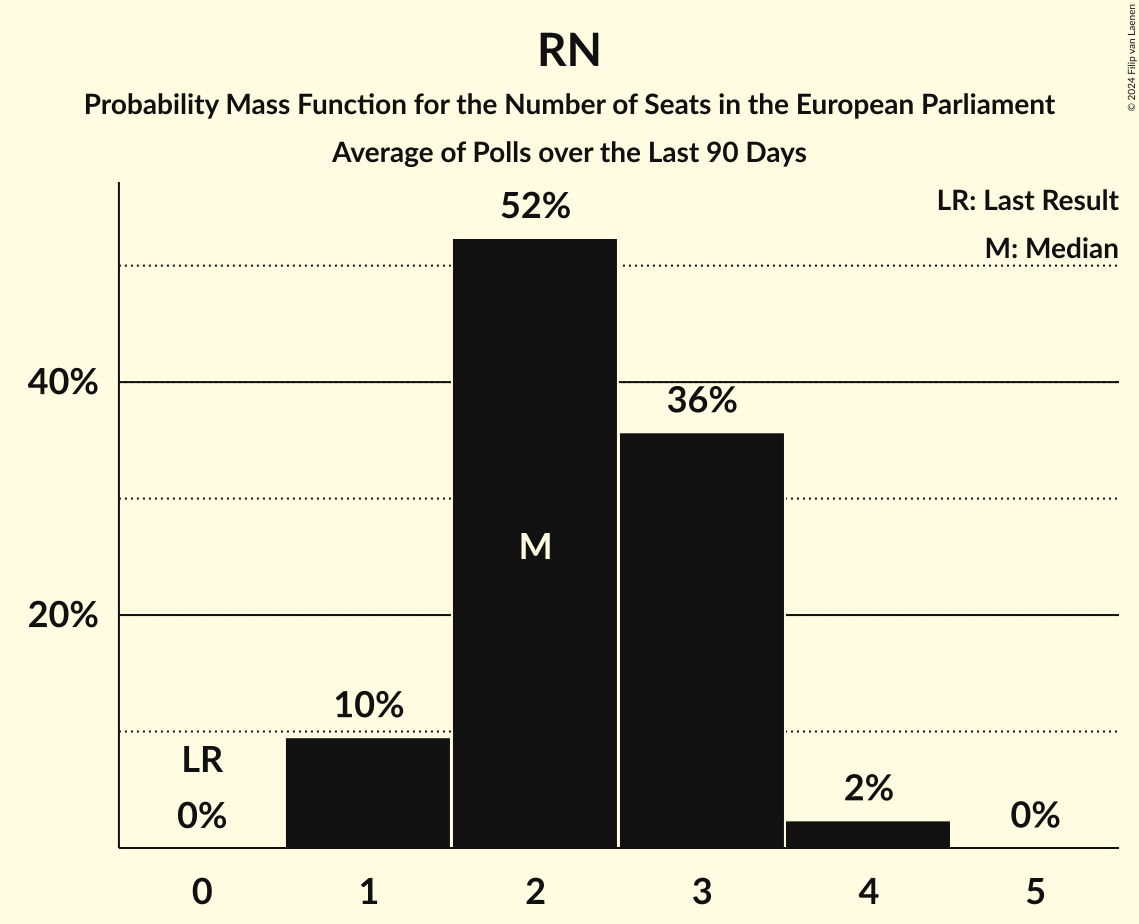 RN
Probability Mass Function for the Number of Seats in the European Parliament
Average of Polls over the Last 90 Days
© 2024 Filip van Laenen
LR: Last Result
M: Median
52%
40%
36%
M
20%
10%
LR
0%
2%
0%
0 1 2 3 4 5